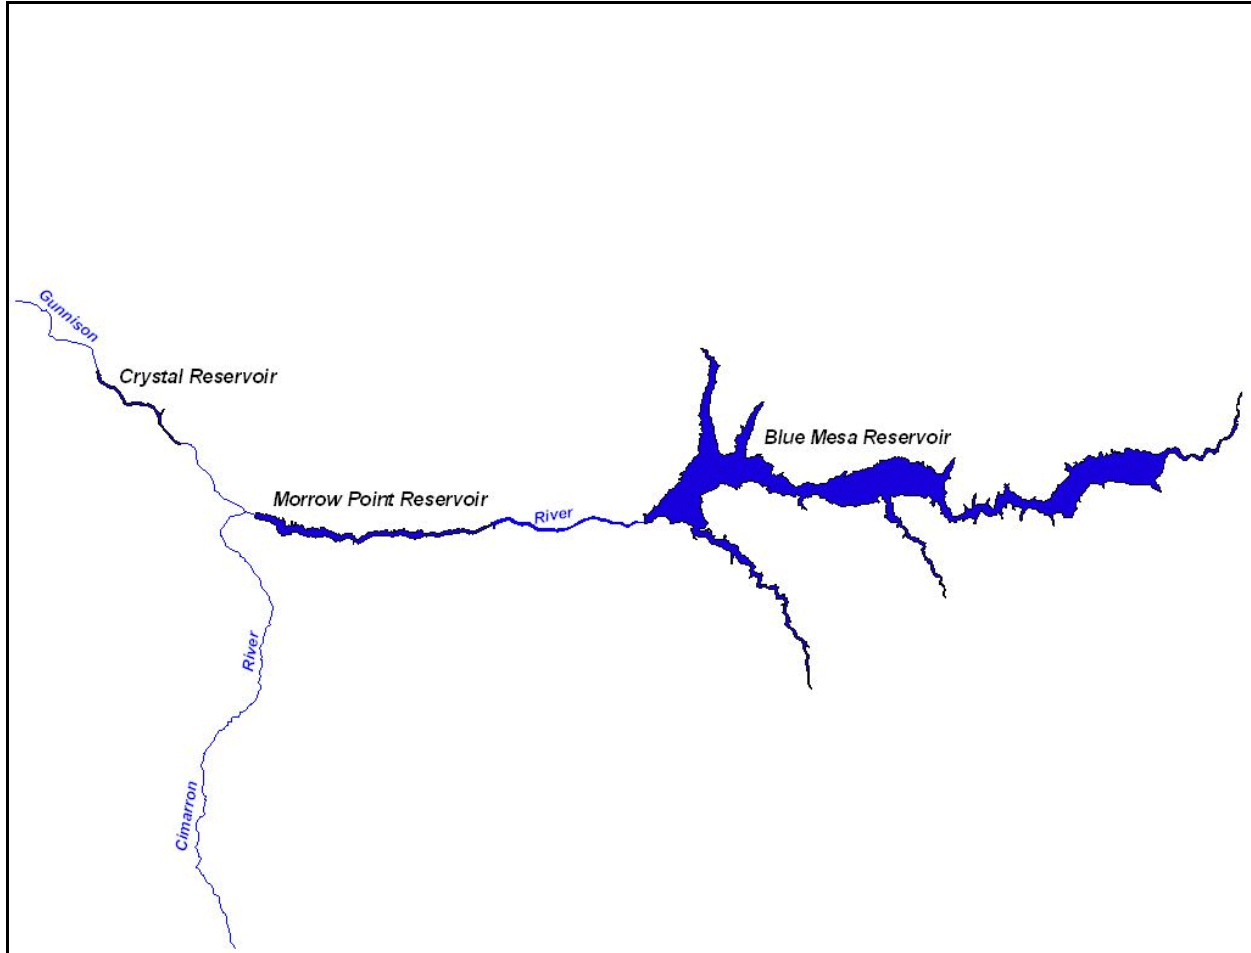 Gunnison
Crystal Reservoir
Blue Mesa Reservoir
Morrow Point Reservoir
River
River
Cimarron